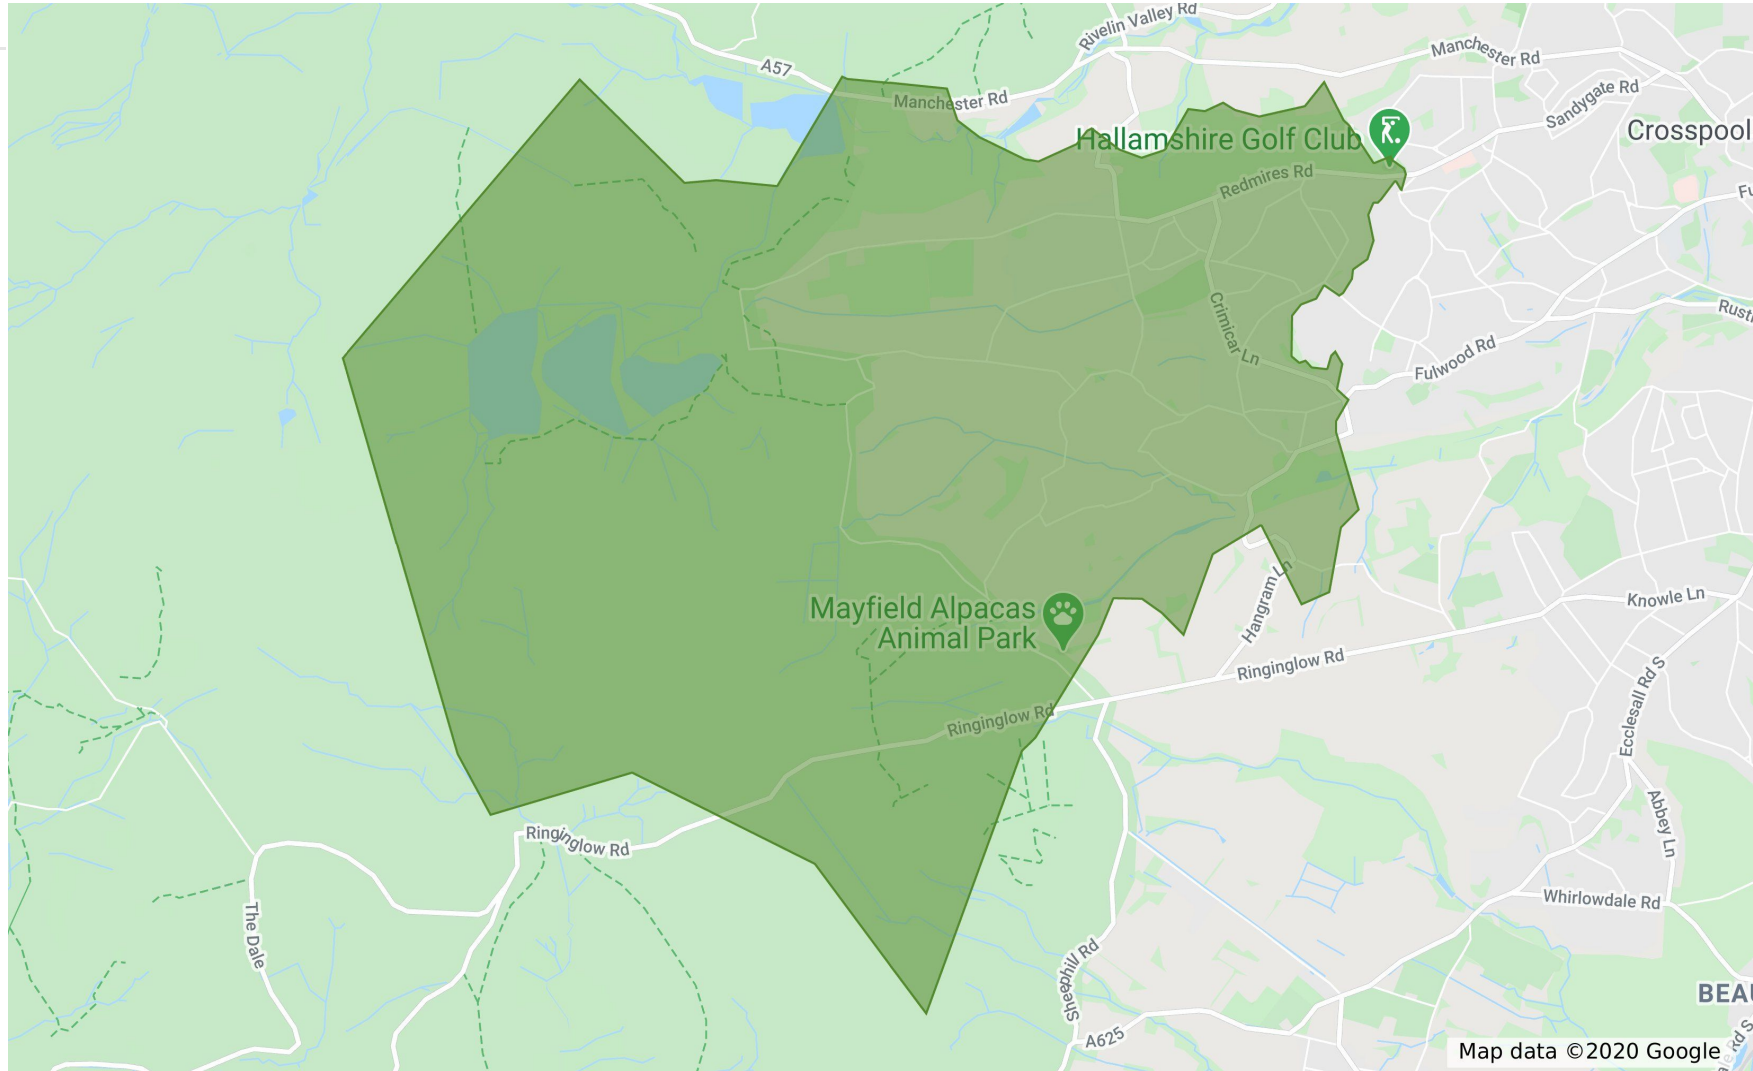 Rivelin Valley Rd
A57
Manchester Rd
Manchester Rd
Sandygate Rd
Crosspool
Hallamshire Golf Club
Redmires Rd
Crimicar Ln
Fulwood Rd
Mayfield Alpacas
Animal Park
Hangram Ln
Knowle Ln
Ringinglow Rd
Ringinglow Rd
Ecclesall Rd S
Abbey Ln
Ringinglow Rd
Whirlowdale Rd
The Dale
Sheephill Rd
A625
BEAU
Map data ©2020 Google